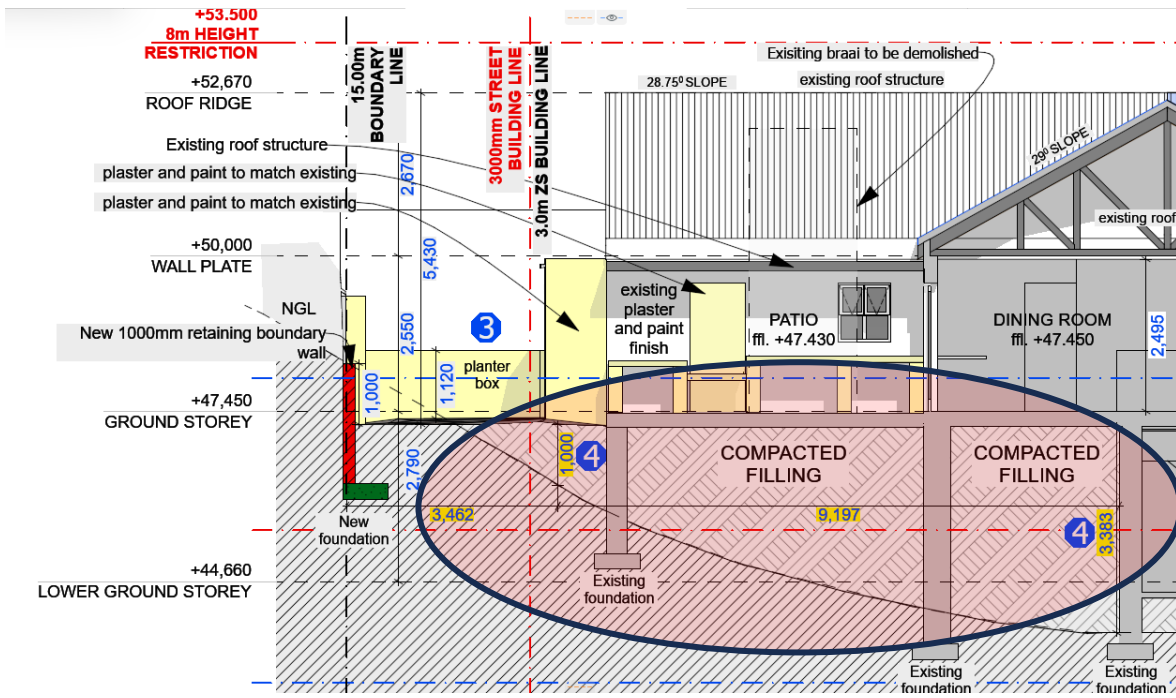 +53.500
8m HEIGHT
RESTRICTION
15.00m
BOUNDARY
LINE
3000mm STREET
BUILDING LINE
3.0m ZS BUILDING LINE
Exisiting braai to be demolished
existing roof structure
28.75⁰ SLOPE
29⁰ SLOPE
+52,670
ROOF RIDGE
Existing roof structure
plaster and paint to match existing
plaster and paint to match existing
2,670
5,430
existing roof
+50,000
WALL PLATE
NGL
New 1000mm retaining boundary
wall
2,550
3
existing
plaster
and paint
finish
PATIO
ffl. +47.430
DINING ROOM
ffl. +47.450
2,495
planter
box
1,000
1,120
+47,450
GROUND STOREY
2,790
1,000
4
COMPACTED
FILLING
COMPACTED
FILLING
3,462
9,197
4
3,383
New
foundation
+44,660
LOWER GROUND STOREY
Existing
foundation
Existing
foundation
Existing
foundation